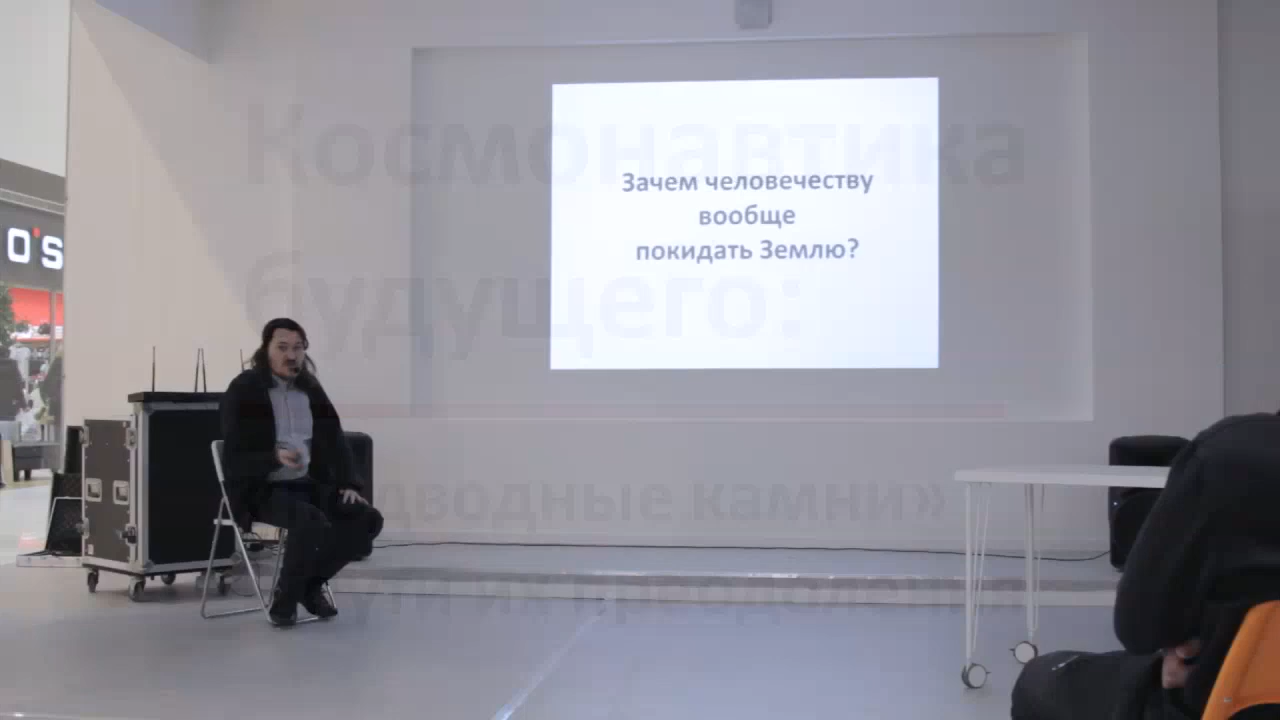 Космонавтика
будущего:
Зачем человечеству
вообще
покидать Землю?
«подводные камни»
O'S